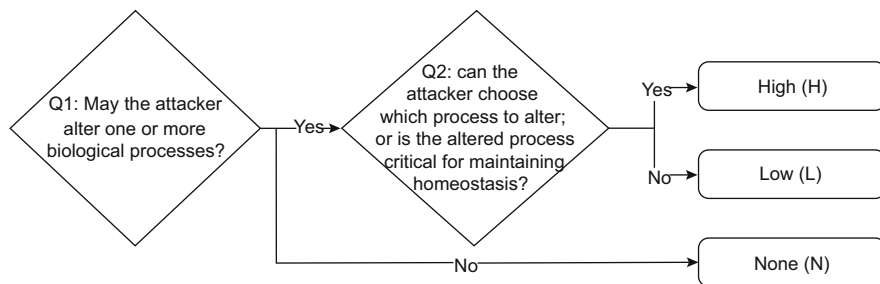 Q1: May the attacker
alter one or more
biological processes?
Yes
Q2: can the
attacker choose
which process to alter;
or is the altered process
critical for maintaining
homeostasis?
Yes
High (H)
No
Low (L)
No
None (N)